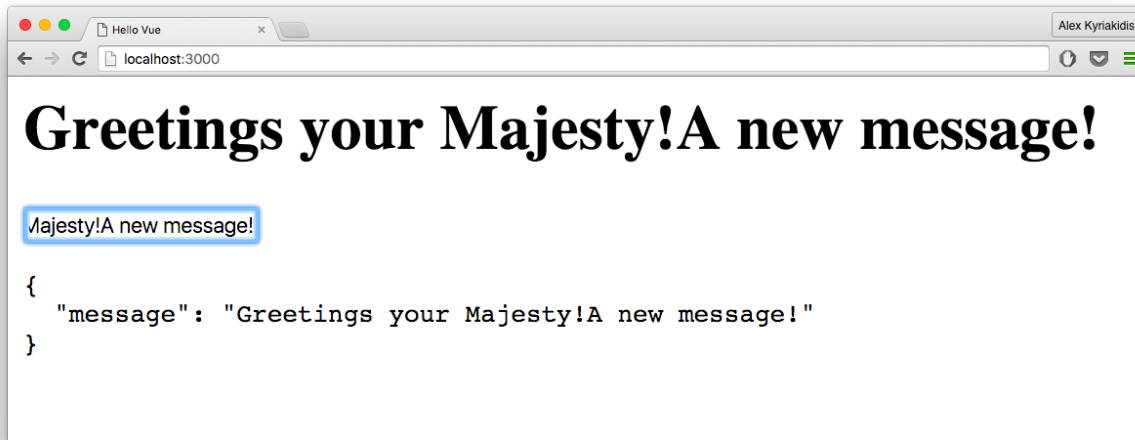 Hello Vue
Alex Kyriakidis
localhost:3000
Greetings your Majesty!A new message!
Majesty!A new message!
{
"message": "Greetings your Majesty!A new message!"
}